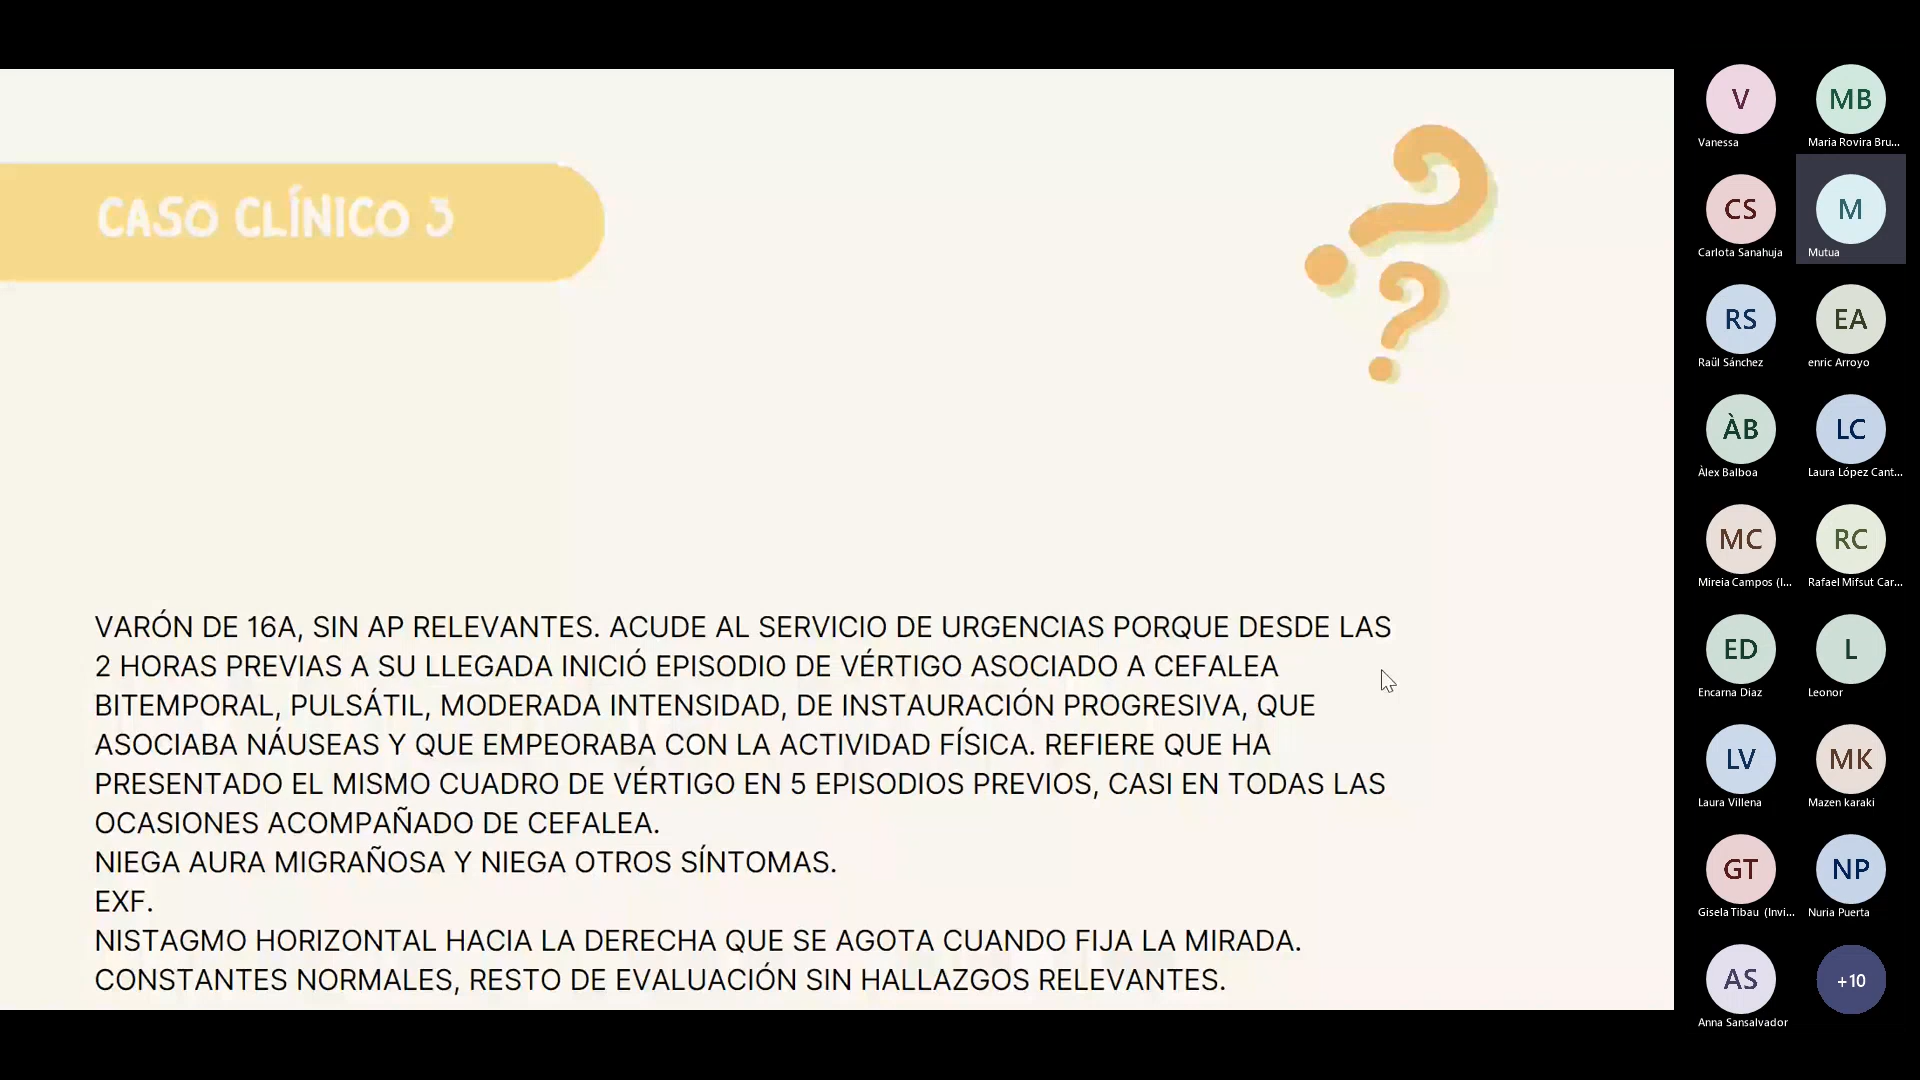 CASO CLÍNICO 3
VARÓN DE 16A, SIN AP RELEVANTES. ACUDE AL SERVICIO DE URGENCIAS PORQUE DESDE LAS
2 HORAS PREVIAS A SU LLEGADA INICIÓ EPISODIO DE VÉRTIGO ASOCIADO A CEFALEA
BITEMPORAL, PULSÁTIL, MODERADA INTENSIDAD, DE INSTAURACIÓN PROGRESIVA, QUE
ASOCIABA NÁUSEAS Y QUE EMPEORABA CON LA ACTIVIDAD FÍSICA. REFIERE QUE HA
PRESENTADO EL MISMO CUADRO DE VÉRTIGO EN 5 EPISODIOS PREVIOS, CASI EN TODAS LAS
OCASIONES ACOMPAÑADO DE CEFALEA.
NIEGA AURA MIGRAÑOSA Y NIEGA OTROS SÍNTOMAS.
EXF.
NISTAGMO HORIZONTAL HACIA LA DERECHA QUE SE AGOTA CUANDO FIJA LA MIRADA.
CONSTANTES NORMALES, RESTO DE EVALUACIÓN SIN HALLAZGOS RELEVANTES.
V
Vanessa
MB
Maria Rovira Bru...
CS
Carlota Sanahuja
M
Mutua
RS
Raül Sánchez
EA
enric Arroyo
ÀB
Àlex Balboa
LC
Laura López Cant...
MC
Mireia Campos (I...
RC
Rafael Mifsut Car...
ED
Encarna Diaz
L
Leonor
LV
Laura Villena
MK
Mazen karaki
GT
Gisela Tibau (Invi...
NP
Nuria Puerta
AS
Anna Sansalvador
+10